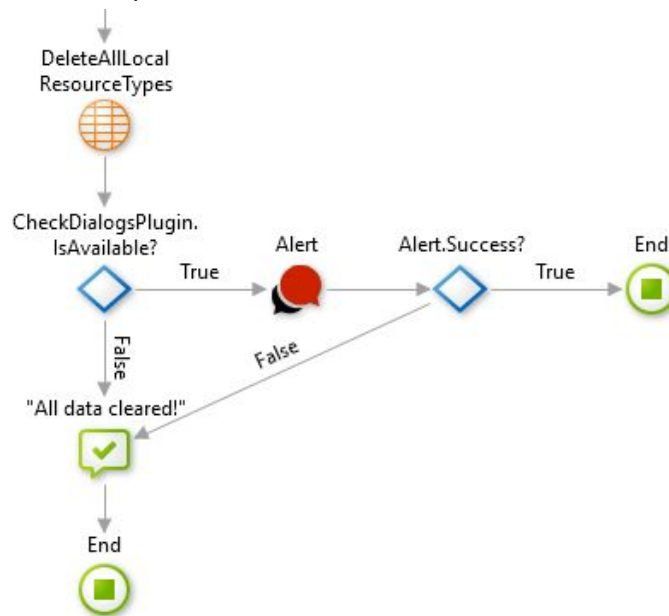 DeleteAllLocal
ResourceTypes
CheckDialogsPlugin.
IsAvailable?
Alert
Alert.Success?
End
True
True
False
False
"All data cleared!"
End